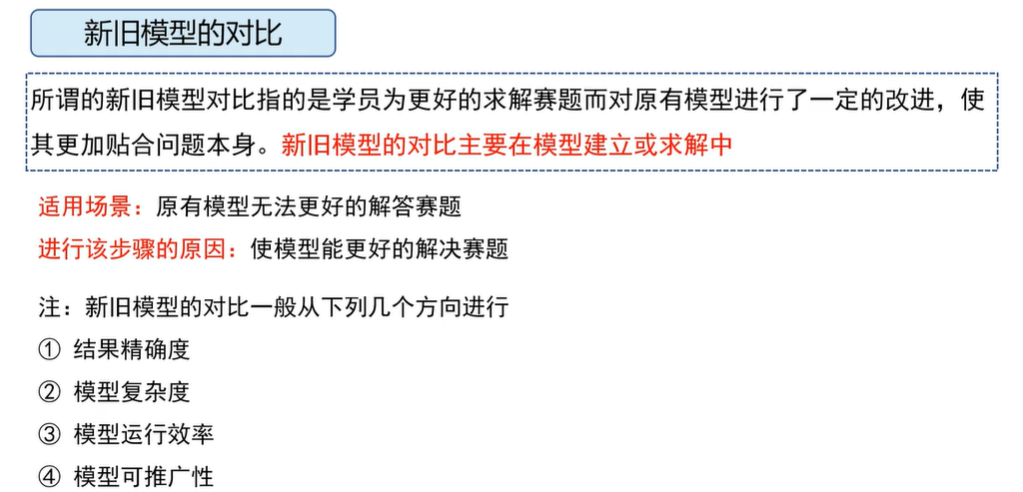 新旧模型的对比
所谓的新旧模型对比指的是学员为更好的求解赛题而对原有模型进行了一定的改进，使
其更加贴合问题本身。新旧模型的对比主要在模型建立或求解中
适用场景：原有模型无法更好的解答赛题
进行该步骤的原因：使模型能更好的解决赛题
注：新旧模型的对比一般从下列几个方向进行
① 结果精确度
② 模型复杂度
③ 模型运行效率
④ 模型可推广性